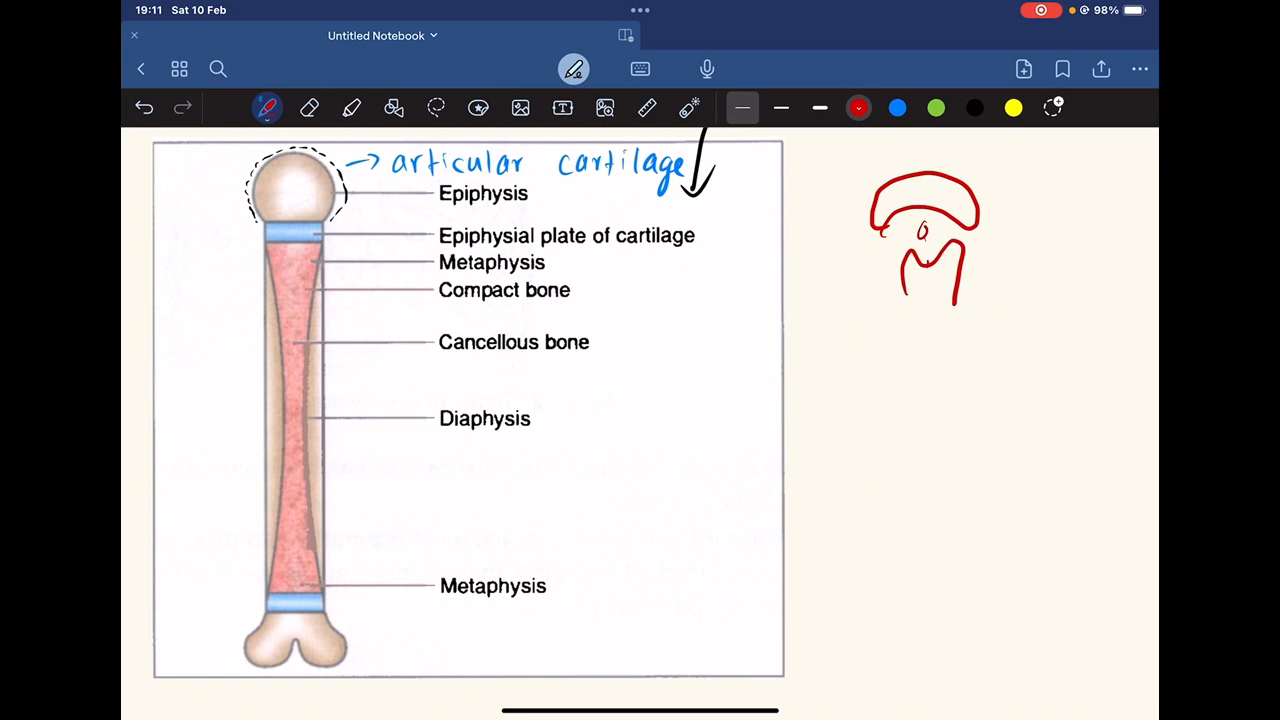 19:11 Sat 10 Feb
98%
Untitled Notebook
→ articular cartilage
Epiphysis
Epiphysial plate of cartilage
Metaphysis
Compact bone
Cancellous bone
Diaphysis
Metaphysis